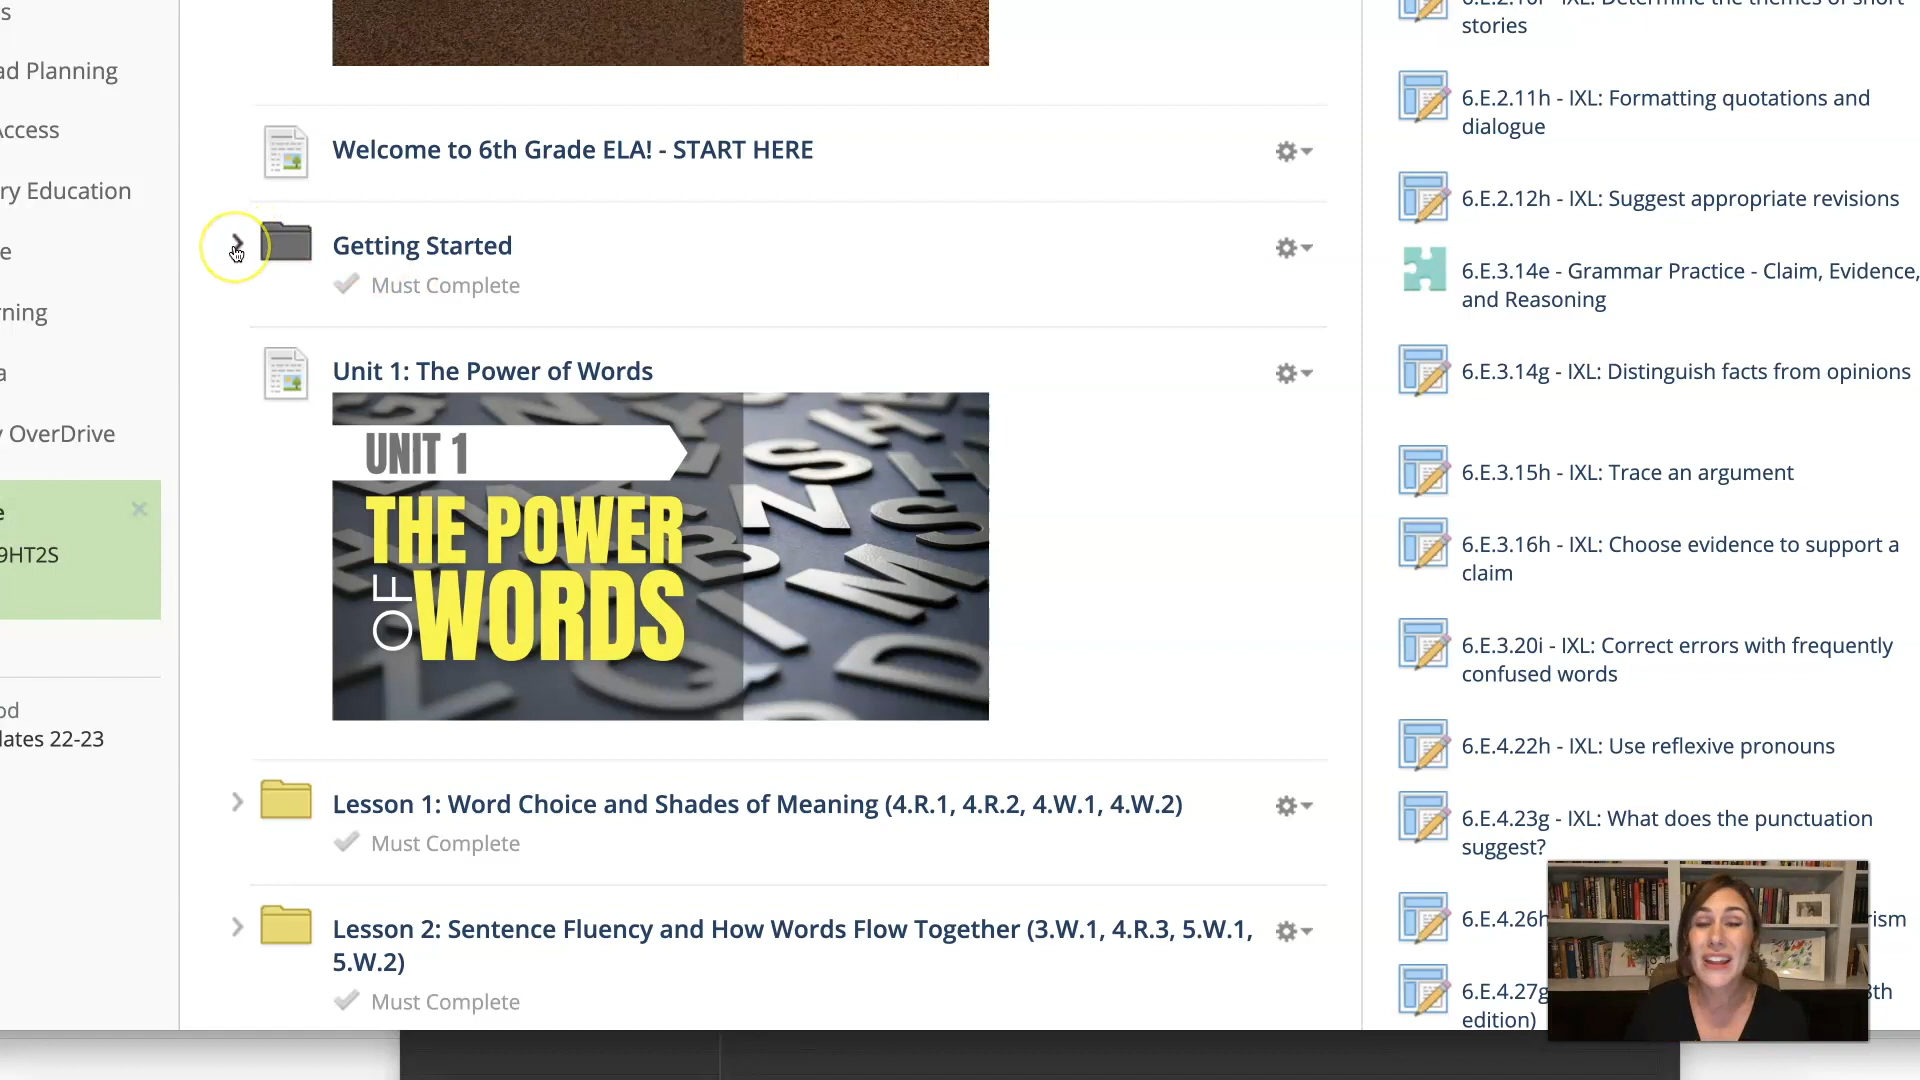 s
ad Planning
Access
ry Education
e
rning
a
y OverDrive
e
9HT2S
od
lates 22-23
Welcome to 6th Grade ELA! - START HERE
Getting Started
Must Complete
Unit 1: The Power of Words
UNIT 1
THE POWER
OF WORDS
Lesson 1: Word Choice and Shades of Meaning (4.R.1, 4.R.2, 4.W.1, 4.W.2)
Must Complete
Lesson 2: Sentence Fluency and How Words Flow Together (3.W.1, 4.R.3, 5.W.1,
5.W.2)
Must Complete
IXL: Determine the themes of short
stories
6.E.2.11h - IXL: Formatting quotations and
dialogue
6.E.2.12h - IXL: Suggest appropriate revisions
6.E.3.14e - Grammar Practice - Claim, Evidence,
and Reasoning
6.E.3.14g - IXL: Distinguish facts from opinions
6.E.3.15h - IXL: Trace an argument
6.E.3.16h - IXL: Choose evidence to support a
claim
6.E.3.20i - IXL: Correct errors with frequently
confused words
6.E.4.22h - IXL: Use reflexive pronouns
6.E.4.23g - IXL: What does the punctuation
suggest?
6.E.4.26h rism
6.E.4.27g 8th
edition)